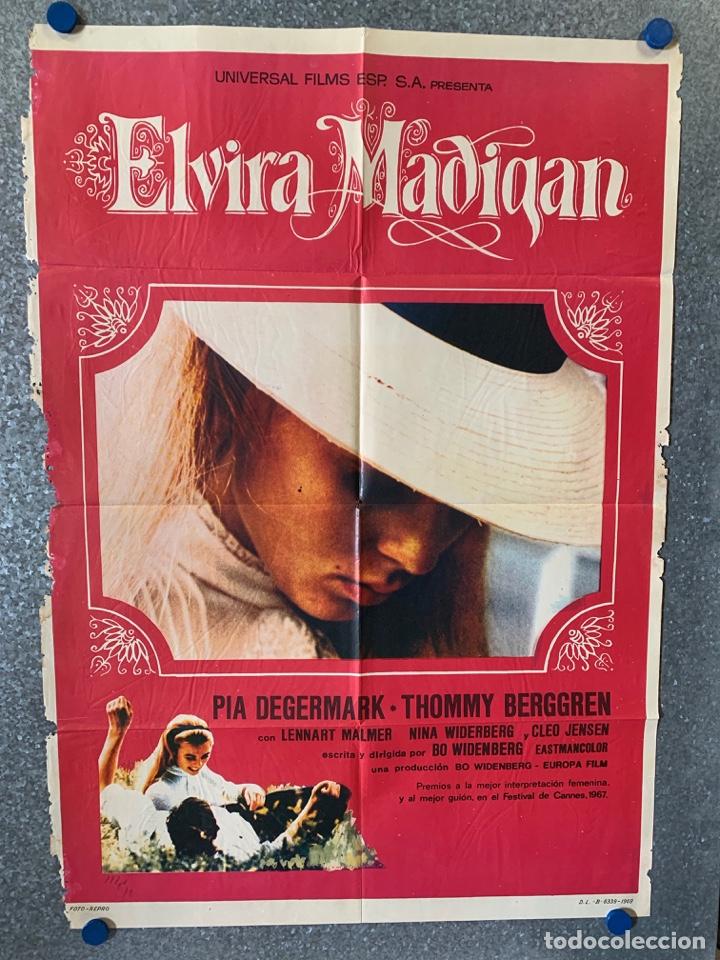 UNIVERSAL FILMS ESP. S.A. PRESENTA
Elvira Madigan
PIA DEGERMARK · THOMMY BERGGREN
con LENNART MALMER NINA WIDERBERG y CLEO JENSEN
escrita y dirigida por BO WIDENBERG EASTMANCOLOR
una producción BO WIDENBERG - EUROPA FILM
Premios a la mejor interpretación femenina,
y al mejor guión, en el Festival de Cannes, 1967.
FOTO-REPRO
D.L.-B-6339-1969
todocoleccion